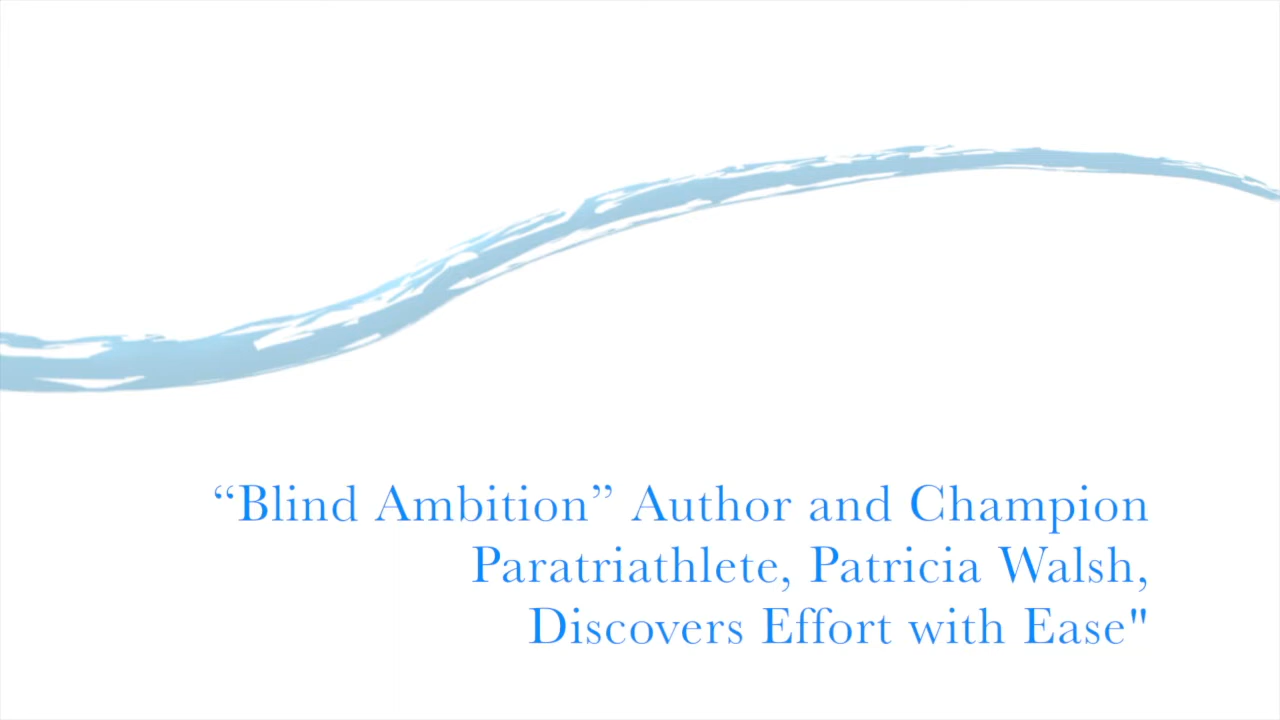 “Blind Ambition” Author and Champion
Paratriathlete, Patricia Walsh,
Discovers Effort with Ease"